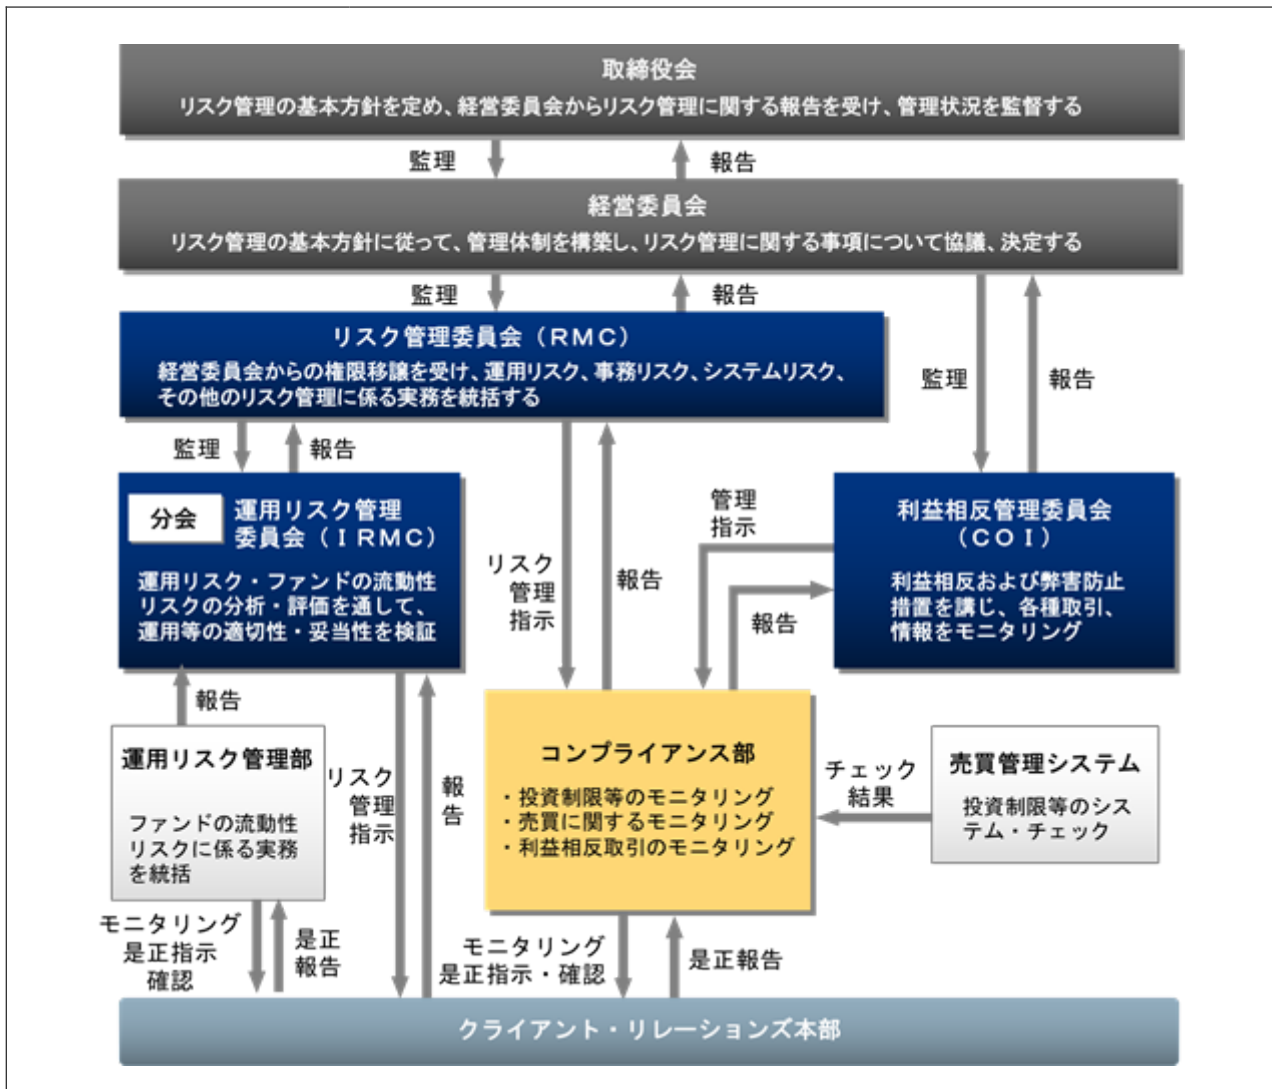 取締役会
リスク管理の基本方針を定め、経営委員会からリスク管理に関する報告を受け、管理状況を監督する
監理
報告
経営委員会
リスク管理の基本方針に従って、管理体制を構築し、リスク管理に関する事項について協議、決定する
監理
報告
監理
報告
リスク管理委員会（ＲＭＣ）
経営委員会からの権限移譲を受け、運用リスク、事務リスク、システムリスク、
その他のリスク管理に係る実務を統括する
監理
報告
分会
運用リスク管理
委員会（ＩＲＭＣ）
運用リスク・ファンドの流動性
リスクの分析・評価を通して、
運用等の適切性・妥当性を検証
リスク
管理
指示
報告
管理
指示
報告
利益相反管理委員会
（ＣＯＩ）
利益相反および弊害防止
措置を講じ、各種取引、
情報をモニタリング
報告
運用リスク管理部
ファンドの流動性
リスクに係る実務
を統括
リスク
管理
指示
報告
コンプライアンス部
・投資制限等のモニタリング
・売買に関するモニタリング
・利益相反取引のモニタリング
チェック
結果
売買管理システム
投資制限等のシス
テム・チェック
モニタリング
是正指示
確認
是正
報告
モニタリング
是正指示・確認
是正報告
クライアント・リレーションズ本部